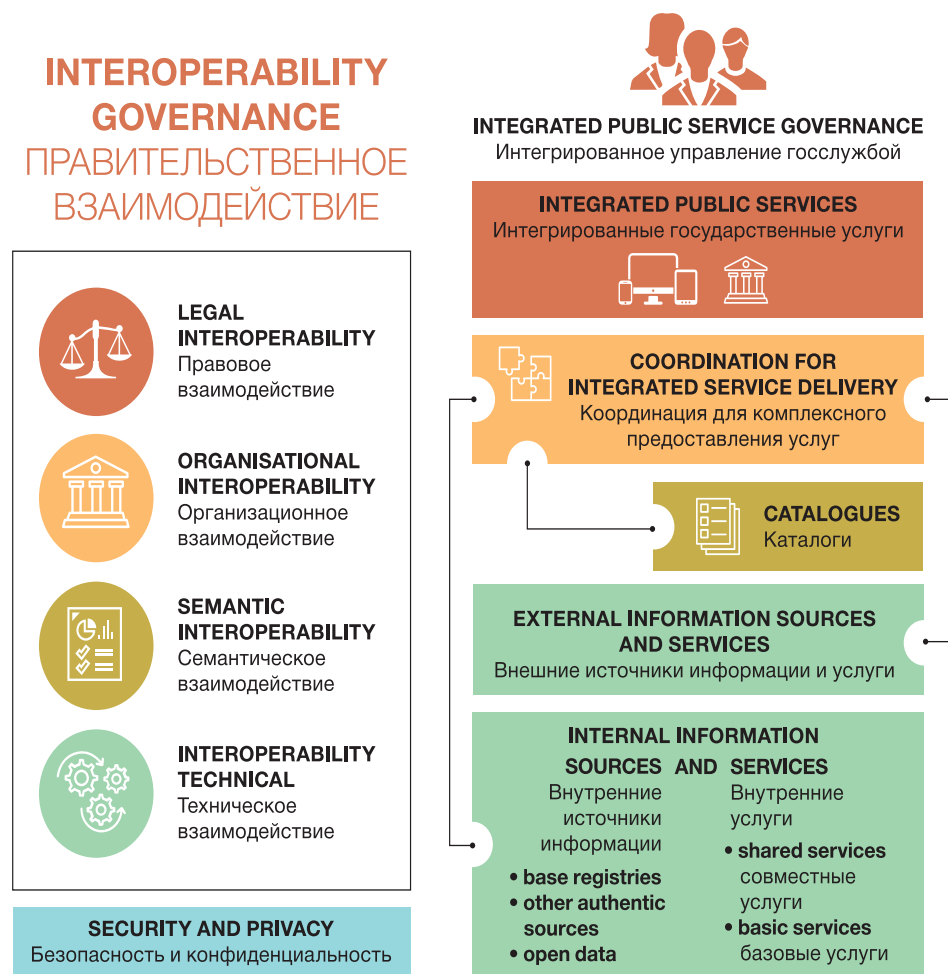 INTEROPERABILITY
GOVERNANCE
ПРАВИТЕЛЬСТВЕННОЕ
ВЗАИМОДЕЙСТВИЕ
LEGAL
INTEROPERABILITY
Правовое
взаимодействие
ORGANISATIONAL
INTEROPERABILITY
Организационное
взаимодействие
SEMANTIC
INTEROPERABILITY
Семантическое
взаимодействие
INTEROPERABILITY
TECHNICAL
Техническое
взаимодействие
SECURITY AND PRIVACY
Безопасность и конфиденциальность
INTEGRATED PUBLIC SERVICE GOVERNANCE
Интегрированное управление госслужбой
INTEGRATED PUBLIC SERVICES
Интегрированные государственные услуги
COORDINATION FOR
INTEGRATED SERVICE DELIVERY
Координация для комплексного
предоставления услуг
CATALOGUES
Каталоги
EXTERNAL INFORMATION SOURCES
AND SERVICES
Внешние источники информации и услуги
INTERNAL INFORMATION
SOURCES AND SERVICES
Внутренние
источники
информации
• base registries
• other authentic
sources
• open data
Внутренние
услуги
• shared services
совместные
услуги
• basic services
базовые услуги